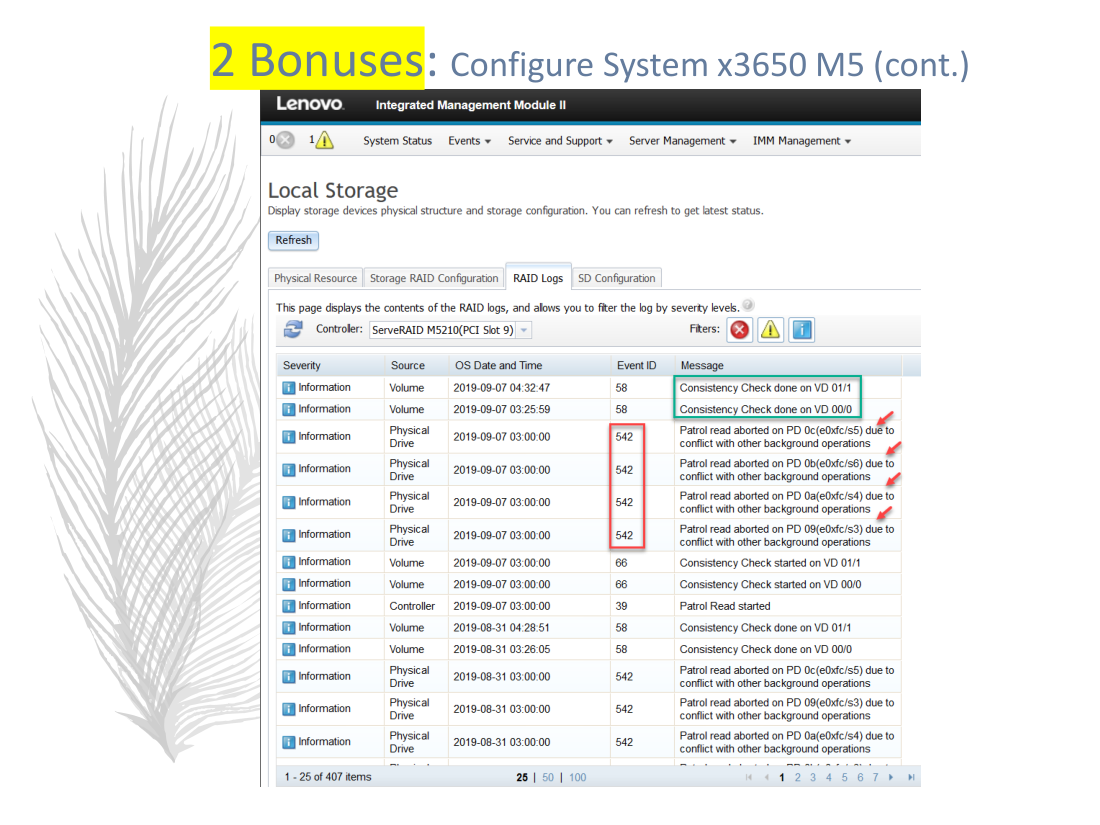 2 Bonuses: Configure System x3650 M5 (cont.)
Lenovo. Integrated Management Module II
0 1 System Status Events Service and Support Server Management IMM Management
Local Storage
Display storage devices physical structure and storage configuration. You can refresh to get latest status.
Refresh
Physical Resource Storage RAID Configuration RAID Logs SD Configuration
This page displays the contents of the RAID logs, and allows you to filter the log by severity levels.
Controller: ServeRAID M5210(PCI Slot 9) Filters:
Severity Source OS Date and Time Event ID Message
Information Volume 2019-09-07 04:32:47 58 Consistency Check done on VD 01/1
Information Volume 2019-09-07 03:25:59 58 Consistency Check done on VD 00/0
Information Physical Drive 2019-09-07 03:00:00 542 Patrol read aborted on PD 0c(e0xfc/s5) due to
conflict with other background operations
Information Physical Drive 2019-09-07 03:00:00 542 Patrol read aborted on PD 0b(e0xfc/s6) due to
conflict with other background operations
Information Physical Drive 2019-09-07 03:00:00 542 Patrol read aborted on PD 0a(e0xfc/s4) due to
conflict with other background operations
Information Physical Drive 2019-09-07 03:00:00 542 Patrol read aborted on PD 09(e0xfc/s3) due to
conflict with other background operations
Information Volume 2019-09-07 03:00:00 66 Consistency Check started on VD 01/1
Information Volume 2019-09-07 03:00:00 66 Consistency Check started on VD 00/0
Information Controller 2019-09-07 03:00:00 39 Patrol Read started
Information Volume 2019-08-31 04:28:51 58 Consistency Check done on VD 01/1
Information Volume 2019-08-31 03:26:05 58 Consistency Check done on VD 00/0
Information Physical Drive 2019-08-31 03:00:00 542 Patrol read aborted on PD 0c(e0xfc/s5) due to
conflict with other background operations
Information Physical Drive 2019-08-31 03:00:00 542 Patrol read aborted on PD 09(e0xfc/s3) due to
conflict with other background operations
Information Physical Drive 2019-08-31 03:00:00 542 Patrol read aborted on PD 0a(e0xfc/s4) due to
conflict with other background operations
1 - 25 of 407 items 25 | 50 | 100 1 2 3 4 5 6 7